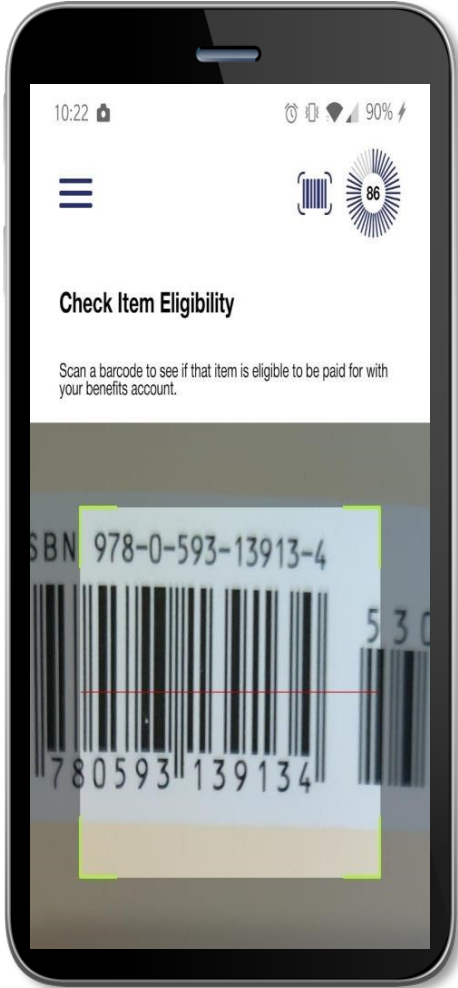 10:22
90%
86
Check Item Eligibility
Scan a barcode to see if that item is eligible to be paid for with
your benefits account.
SBN 978-0-593-13913-4
530
780593 139134